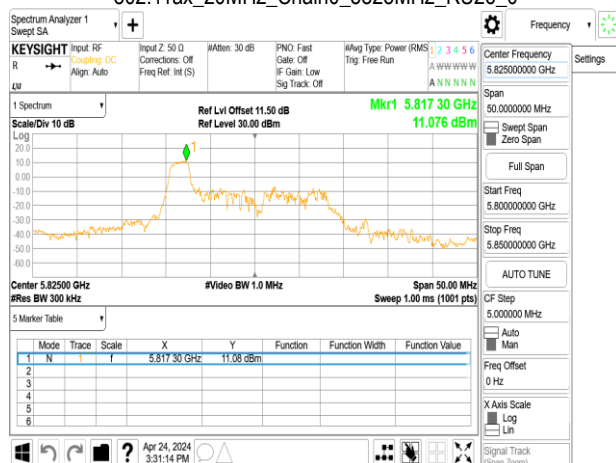 Spectrum Analyzer 1
Swept SA
Frequency
Settings
KEYSIGHT
R
LXI
Input: RF
Coupling: DC
Align: Auto
Input Z: 50 Ω
Corrections: Off
Freq Ref: Int (S)
#Atten: 30 dB
PNO: Fast
Gate: Off
IF Gain: Low
Sig Track: Off
#Avg Type: Power (RMS
Trig: Free Run
1 2 3 4 5 6
A W W W W W
A N N N N N
1 Spectrum
Scale/Div 10 dB
Ref Lvl Offset 11.50 dB
Ref Level 30.00 dBm
Mkr1 5.817 30 GHz
11.076 dBm
Log
20.0
10.0
0.00
-10.0
-20.0
-30.0
-40.0
-50.0
-60.0
1
Center 5.82500 GHz
#Res BW 300 kHz
#Video BW 1.0 MHz
Span 50.00 MHz
Sweep 1.00 ms (1001 pts)
5 Marker Table
Mode Trace Scale X Y Function Function Width Function Value
1 N 1 f 5.817 30 GHz 11.08 dBm
2
3
4
5
6
Apr 24, 2024
3:31:14 PM
Center Frequency
5.825000000 GHz
Span
50.0000000 MHz
Swept Span
Zero Span
Full Span
Start Freq
5.800000000 GHz
Stop Freq
5.850000000 GHz
AUTO TUNE
CF Step
5.000000 MHz
Auto
Man
Freq Offset
0 Hz
X Axis Scale
Log
Lin
Signal Track